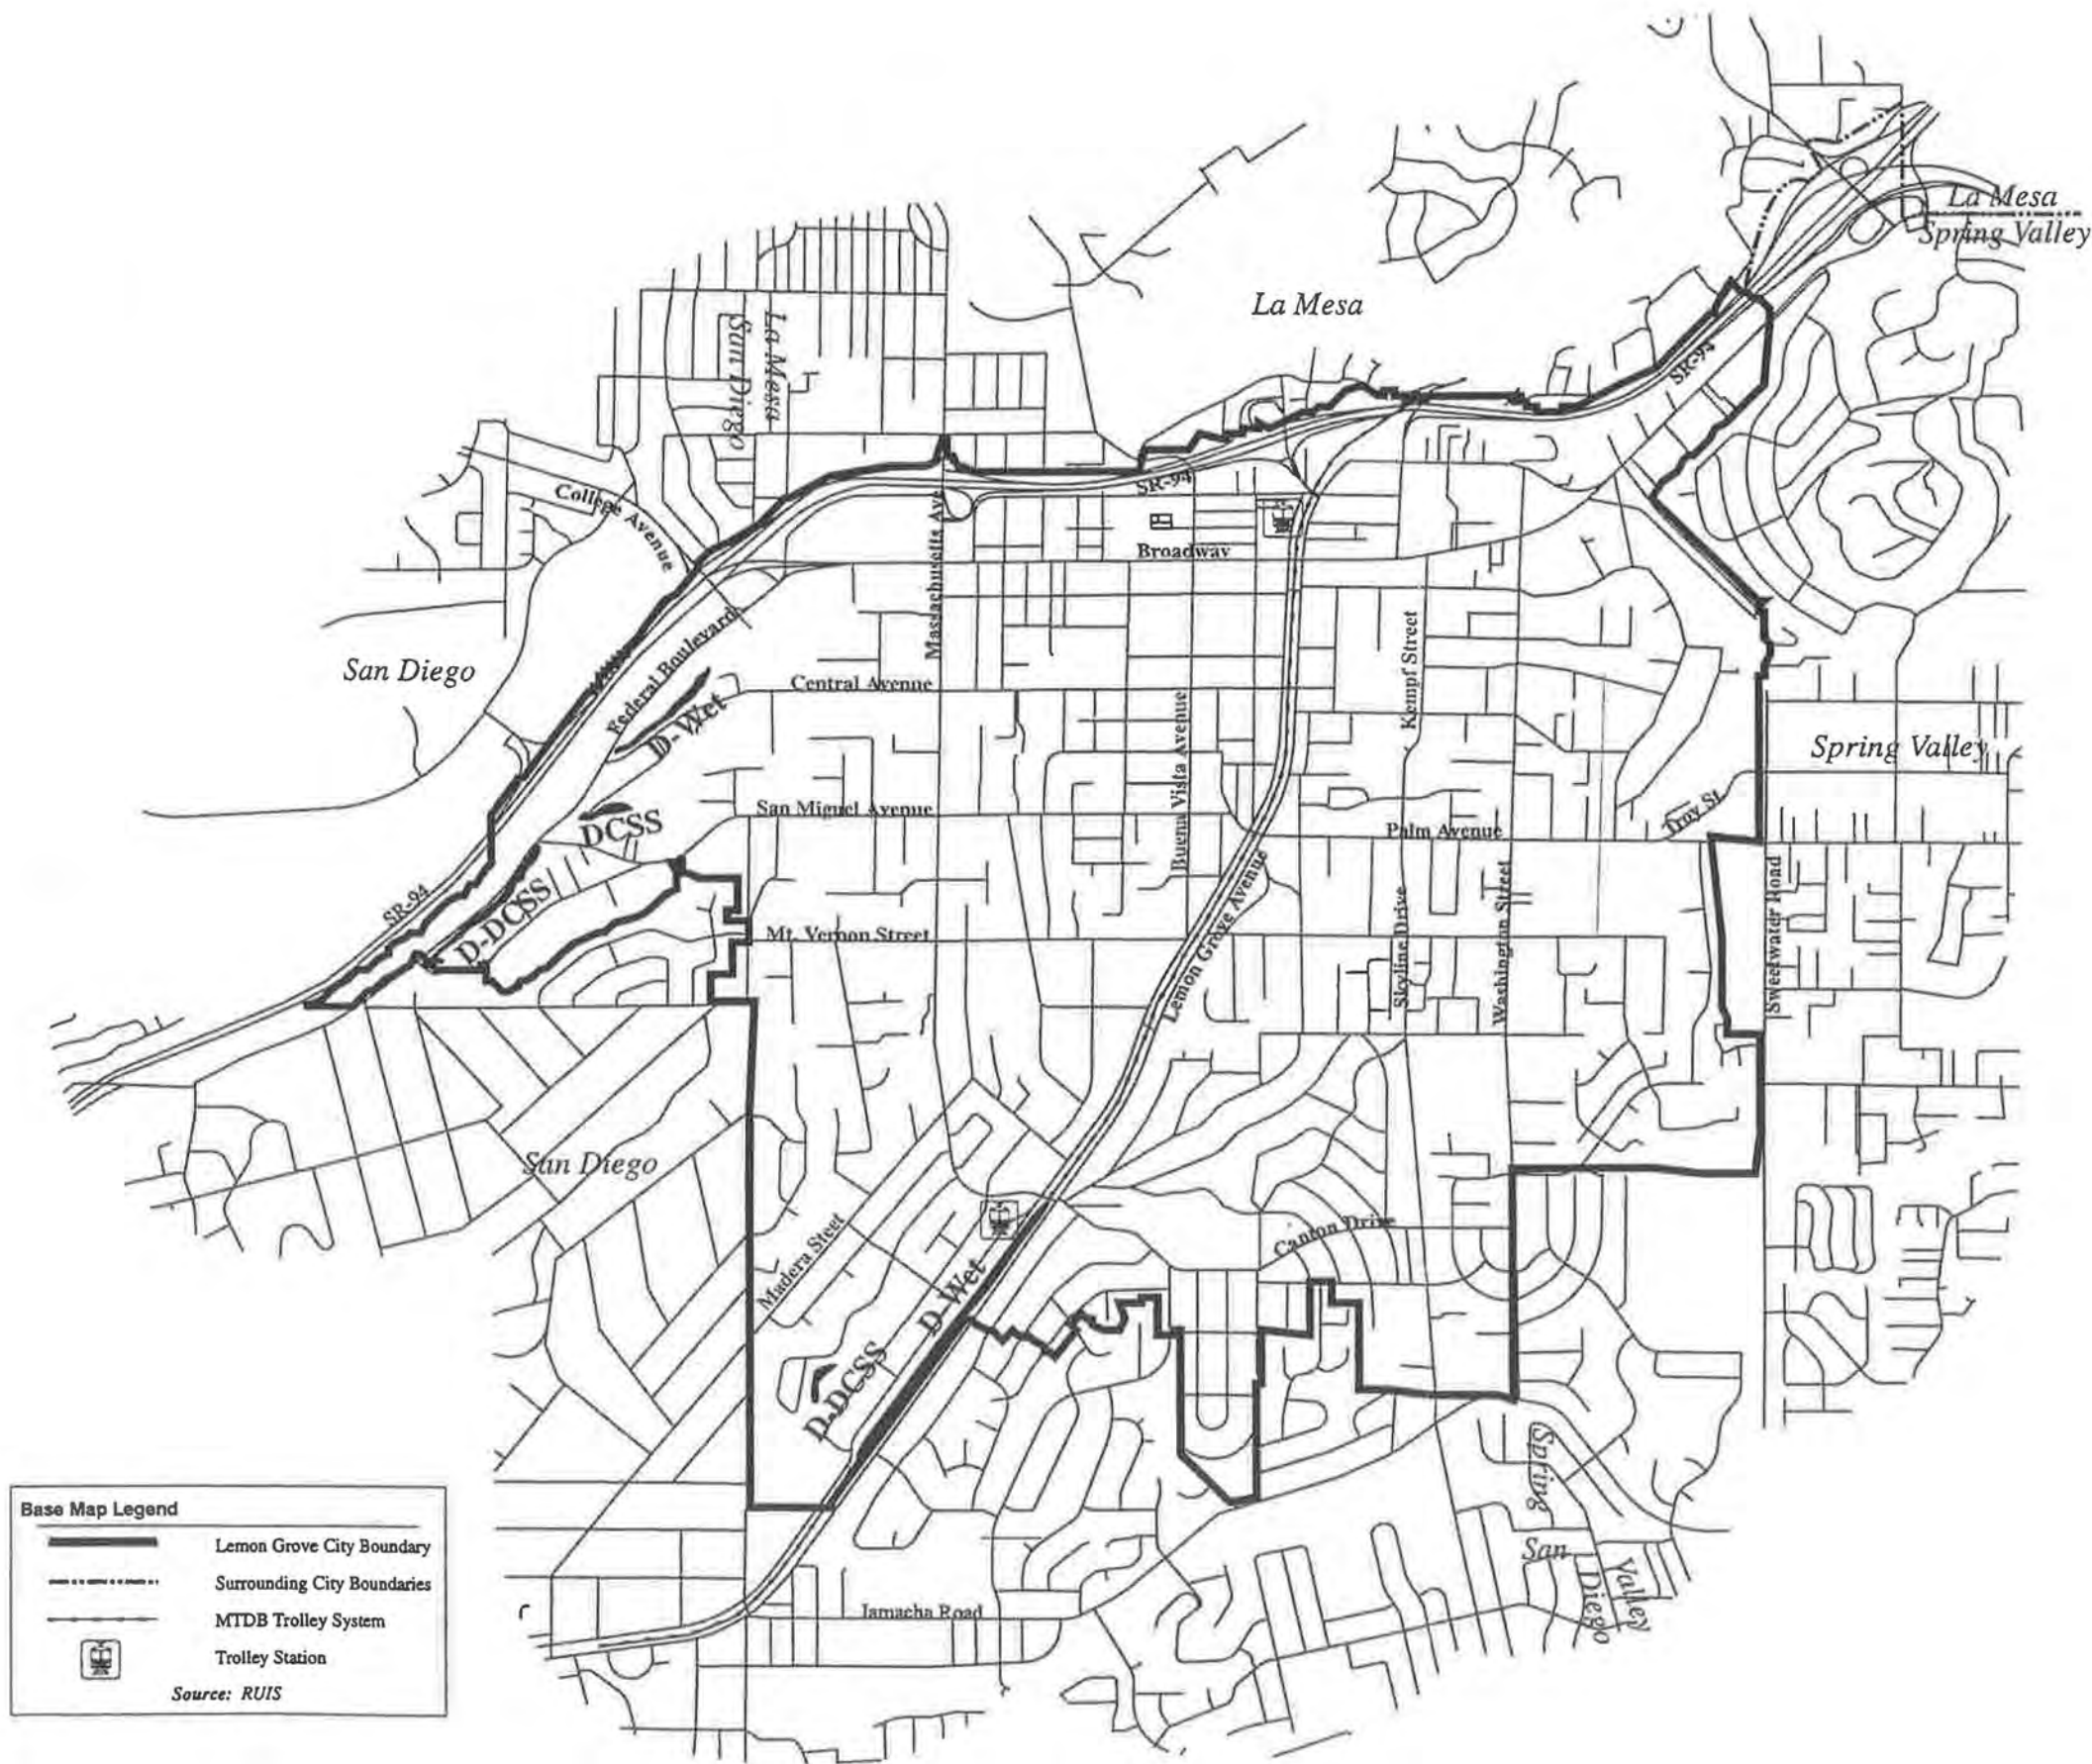 La Mesa
Spring Valley
La Mesa
La Mesa
San Diego
SR-94
College Avenue
SR-94
Massachusetts Ave
Broadway
Federal Boulevard
San Diego
Kempf Street
Central Avenue
D-Wet
Buena Vista Avenue
Spring Valley
San Miguel Avenue
DCSS
Palm Avenue
Troy St
SR-94
D-DCSS
Mt. Vernon Street
Lemon Grove Avenue
Skyline Drive
Washington Street
Sweetwater Road
San Diego
Madera Steet
Canton Drive
D-Wet
D-DCSS
Spring
Valley
San
Diego
Jamacha Road
Base Map Legend
Lemon Grove City Boundary
Surrounding City Boundaries
MTDB Trolley System
Trolley Station
Source: RUIS